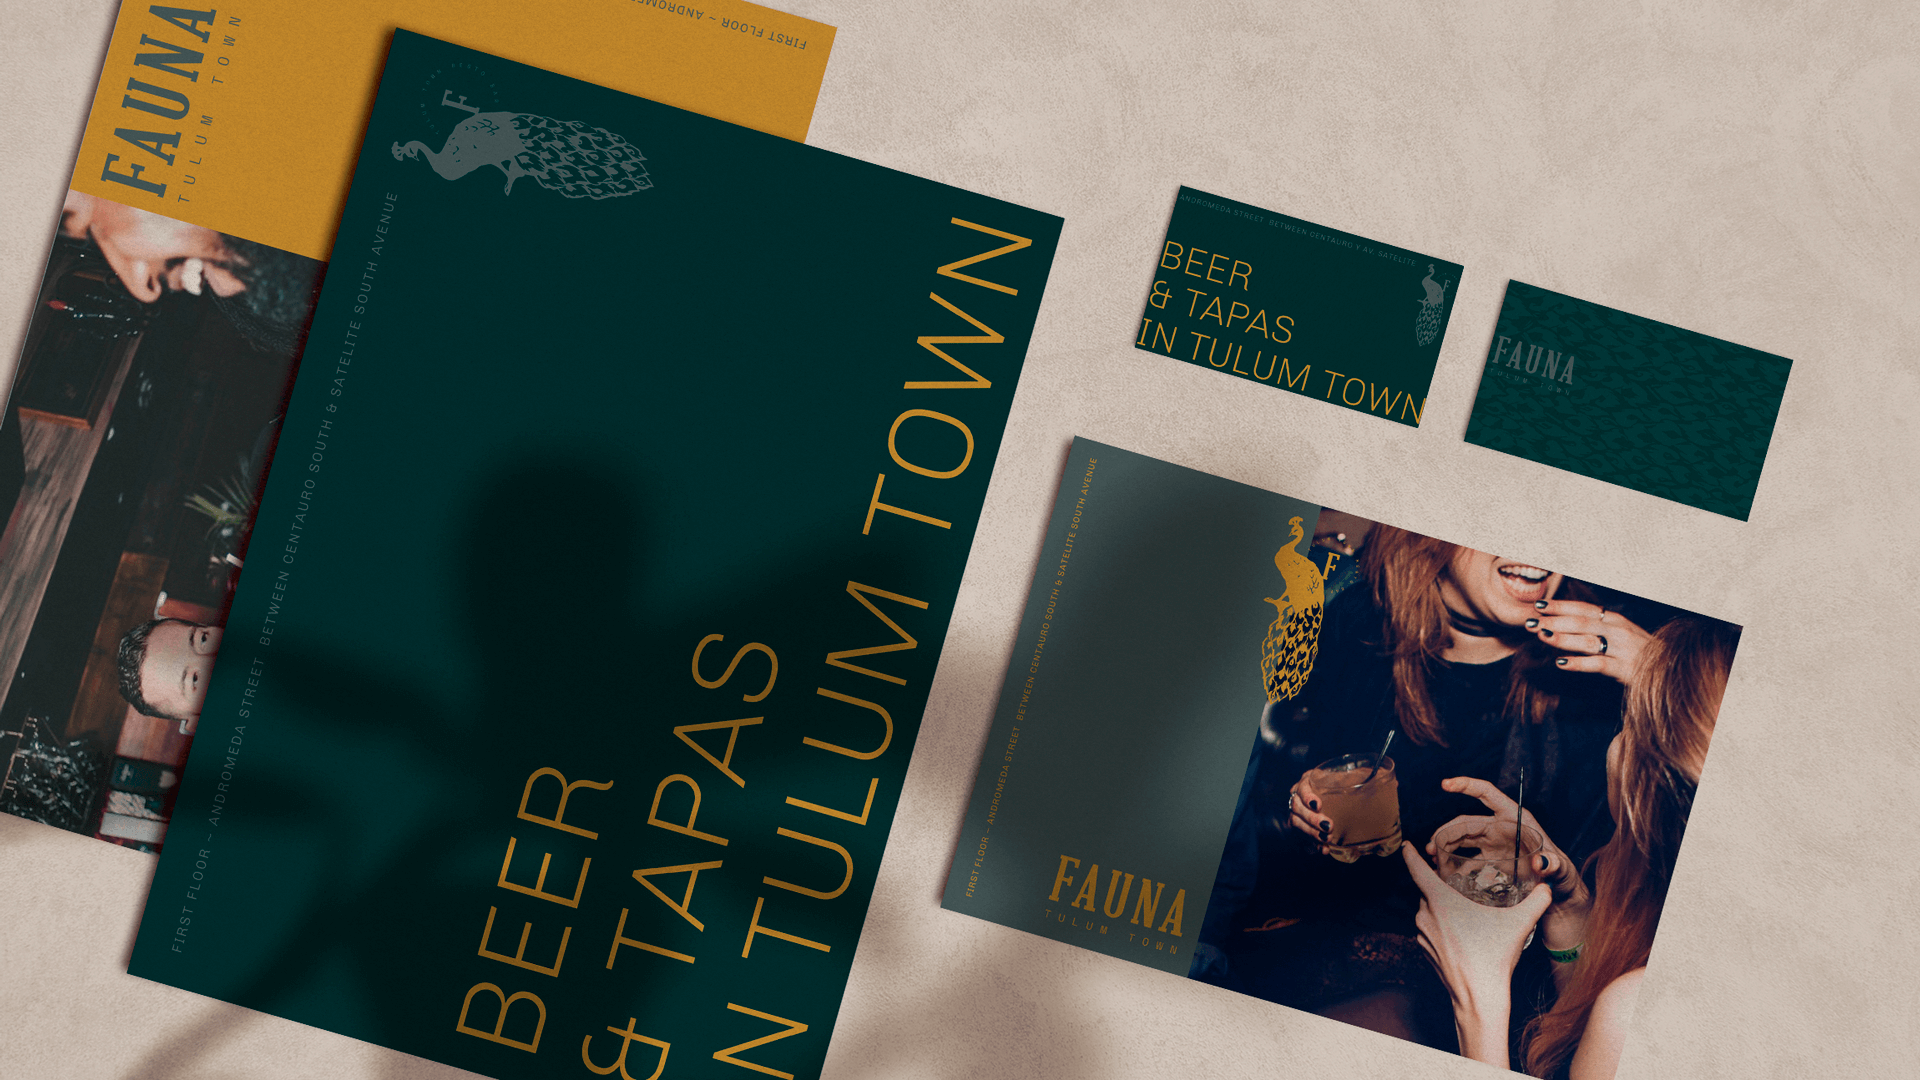 FAUNA
TULUM TOWN
FIRST FLOOR – ANDROME
F
FIRST FLOOR – ANDROMEDA STREET BETWEEN CENTAURO SOUTH & SATELITE SOUTH AVENUE
BEER
& TAPAS
IN TULUM TOWN
ANDROMEDA STREET BETWEEN CENTAURO Y AV. SATELITE
F
BEER
& TAPAS
IN TULUM TOWN
FAUNA
TULUM TOWN
FIRST FLOOR – ANDROMEDA STREET BETWEEN CENTAURO SOUTH & SATELITE SOUTH AVENUE
F
FAUNA
TULUM TOWN